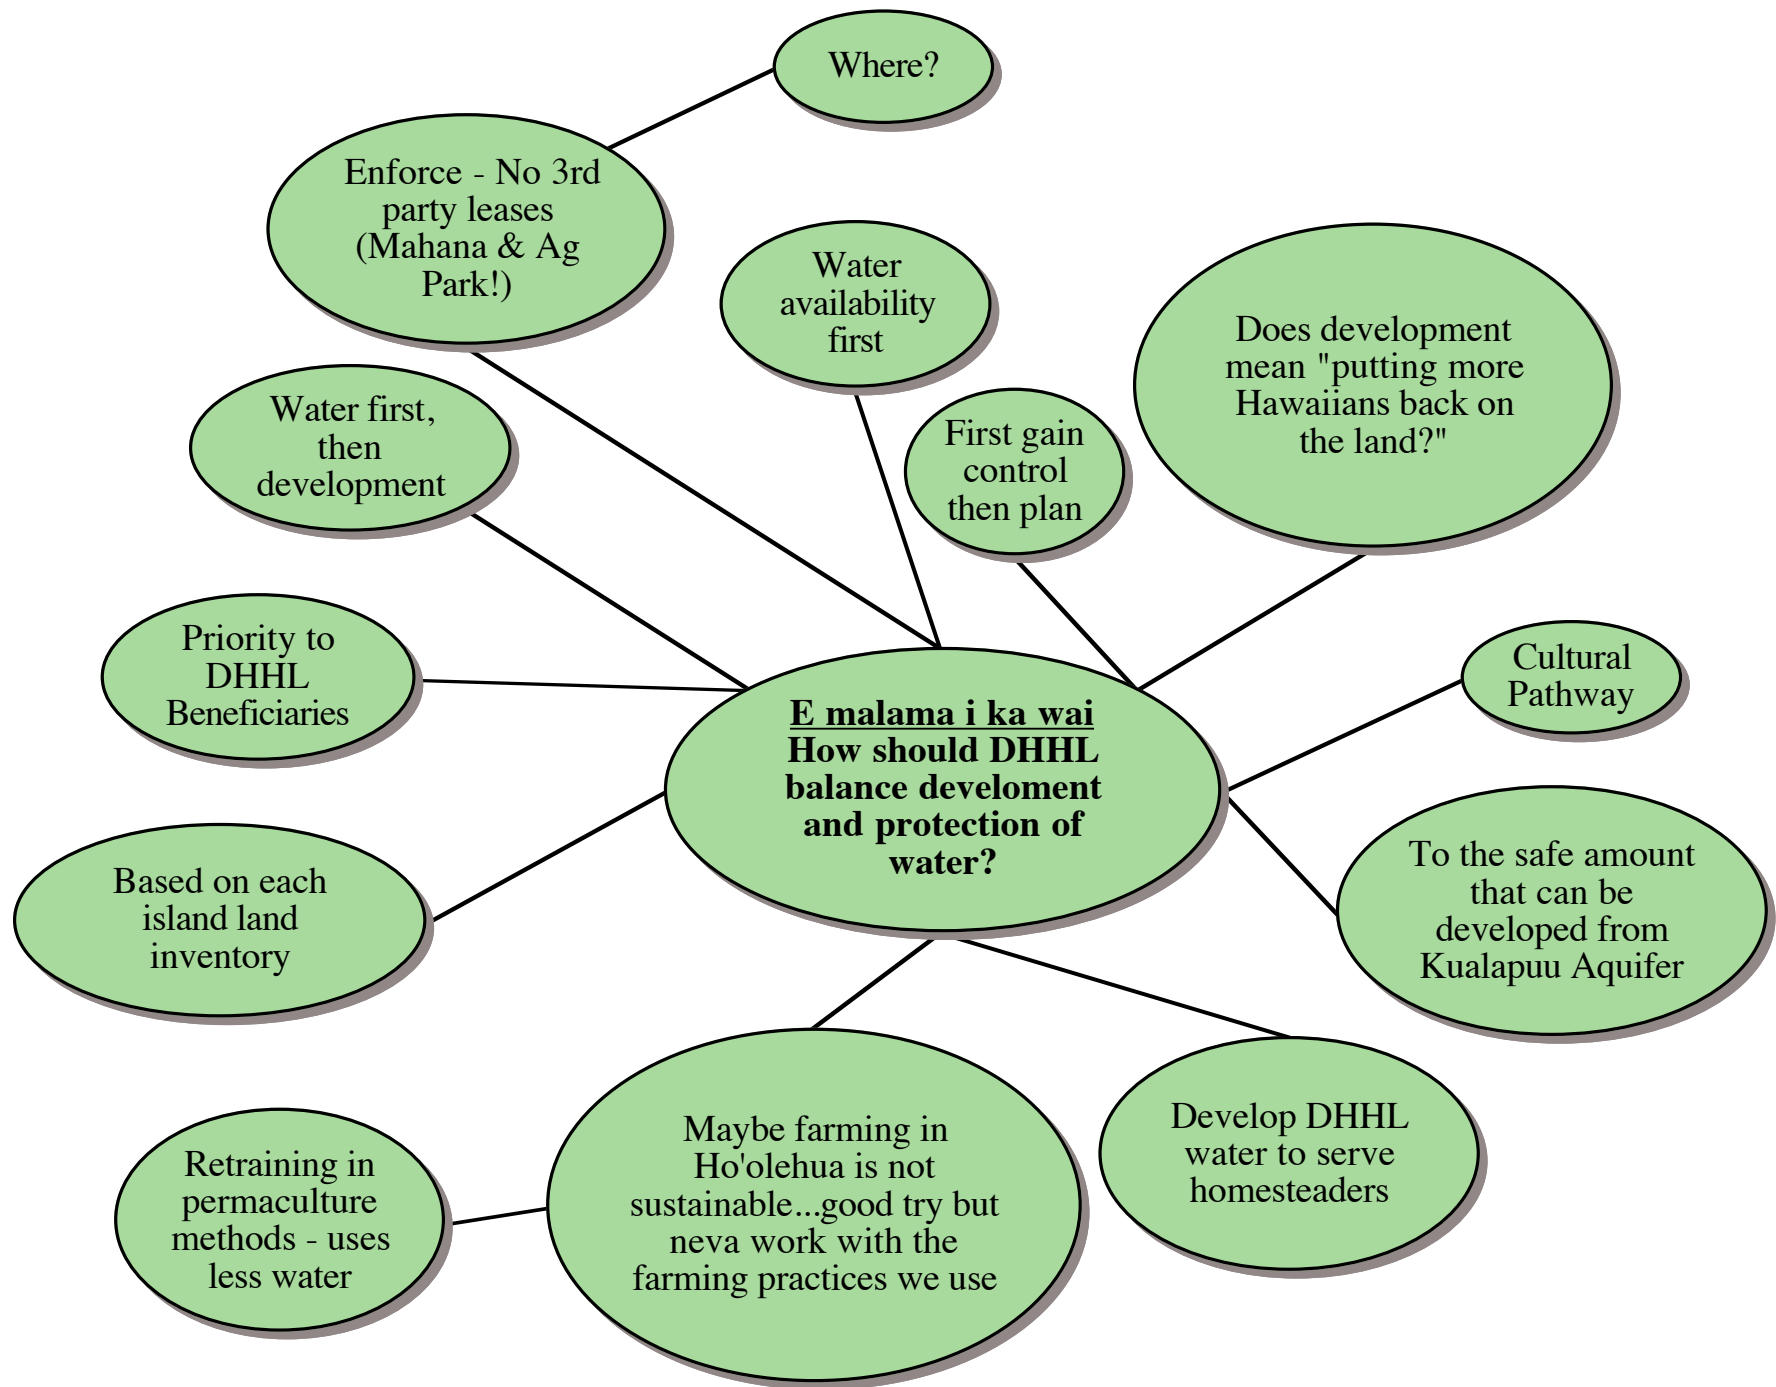 Where?
Enforce - No 3rd
party leases
(Mahana & Ag
Park!)
Water
availability
first
Does development
mean "putting more
Hawaiians back on
the land?"
Water first,
then
development
First gain
control
then plan
Priority to
DHHL
Beneficiaries
Cultural
Pathway
E malama i ka wai
How should DHHL
balance develoment
and protection of
water?
Based on each
island land
inventory
To the safe amount
that can be
developed from
Kualapuu Aquifer
Retraining in
permaculture
methods - uses
less water
Maybe farming in
Ho'olehua is not
sustainable...good try but
neva work with the
farming practices we use
Develop DHHL
water to serve
homesteaders